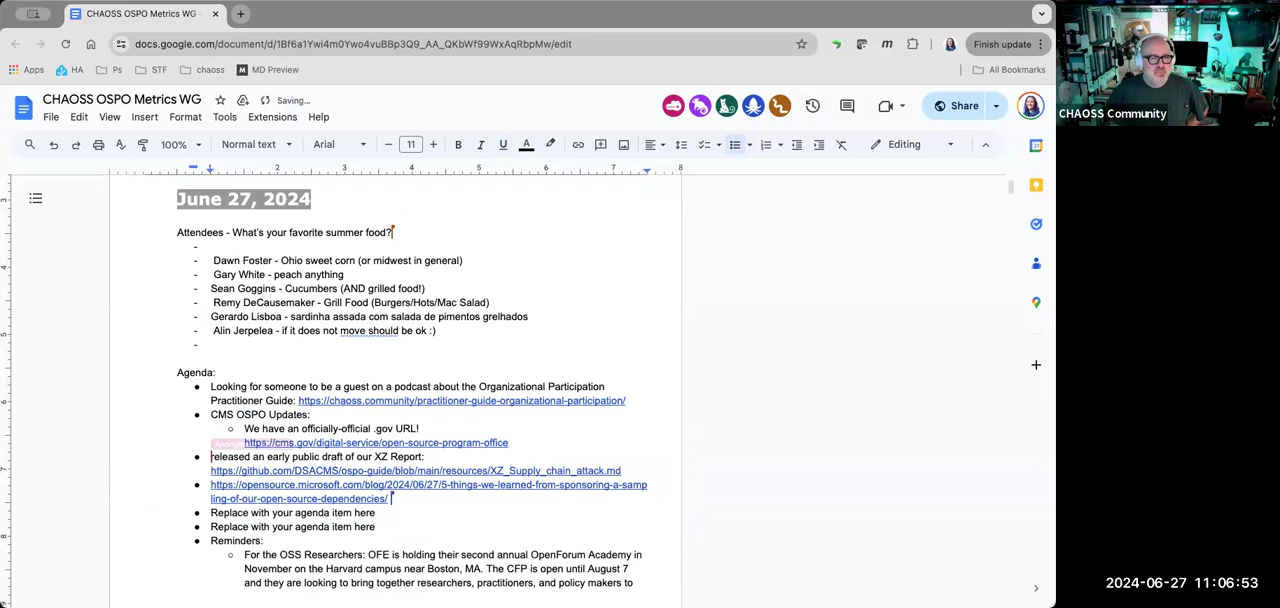 CHAOSS OSPO Metrics WG -
docs.google.com/document/d/1Bf6a1Ywi4m0Ywo4vuBBp3Q9_AA_QKbWf99WxAqRbpMw/edit
Finish update
Apps
HA
Ps
STF
chaoss
MD Preview
All Bookmarks
CHAOSS OSPO Metrics WG
Saving...
File Edit View Insert Format Tools Extensions Help
Share
100%
Normal text
Arial
11
Editing
1 2 3 4 5 6 7 8
June 27, 2024
Attendees - What's your favorite summer food?
-
- Dawn Foster - Ohio sweet corn (or midwest in general)
- Gary White - peach anything
- Sean Goggins - Cucumbers (AND grilled food!)
- Remy DeCausemaker - Grill Food (Burgers/Hots/Mac Salad)
- Gerardo Lisboa - sardinha assada com salada de pimentos grelhados
- Alin Jerpelea - if it does not move should be ok :)
-
Agenda:
● Looking for someone to be a guest on a podcast about the Organizational Participation
Practitioner Guide: https://chaoss.community/practitioner-guide-organizational-participation/
● CMS OSPO Updates:
○ We have an officially-official .gov URL!
https://cms.gov/digital-service/open-source-program-office
● released an early public draft of our XZ Report:
https://github.com/DSACMS/ospo-guide/blob/main/resources/XZ_Supply_chain_attack.md
● https://opensource.microsoft.com/blog/2024/06/27/5-things-we-learned-from-sponsoring-a-samp
ling-of-our-open-source-dependencies/
● Replace with your agenda item here
● Replace with your agenda item here
● Reminders:
○ For the OSS Researchers: OFE is holding their second annual OpenForum Academy in
November on the Harvard campus near Boston, MA. The CFP is open until August 7
and they are looking to bring together researchers, practitioners, and policy makers to
CHAOSS Community
2024-06-27 11:06:53